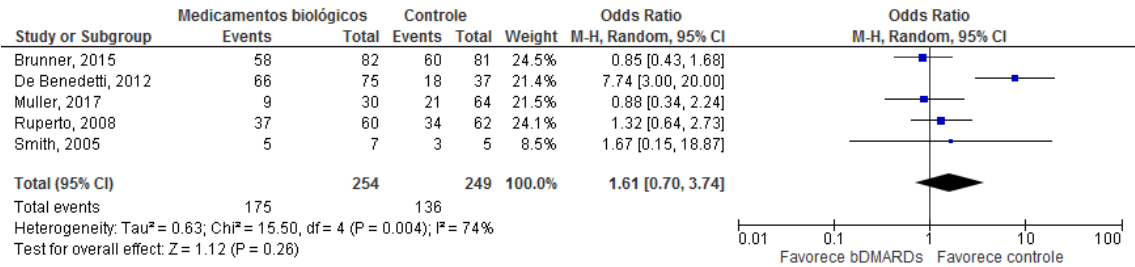 Medicamentos biológicos Controle Odds Ratio Odds Ratio
Study or Subgroup Events Total Events Total Weight M-H, Random, 95% CI M-H, Random, 95% CI
Brunner, 2015 58 82 60 81 24.5% 0.85 [0.43, 1.68]
De Benedetti, 2012 66 75 18 37 21.4% 7.74 [3.00, 20.00]
Muller, 2017 9 30 21 64 21.5% 0.88 [0.34, 2.24]
Ruperto, 2008 37 60 34 62 24.1% 1.32 [0.64, 2.73]
Smith, 2005 5 7 3 5 8.5% 1.67 [0.15, 18.87]
Total (95% CI) 254 249 100.0% 1.61 [0.70, 3.74]
Total events 175 136
Heterogeneity: Tau² = 0.63; Chi² = 15.50, df = 4 (P = 0.004); I² = 74%
Test for overall effect: Z = 1.12 (P = 0.26)
0.01 0.1 1 10 100
Favorece bDMARDs Favorece controle